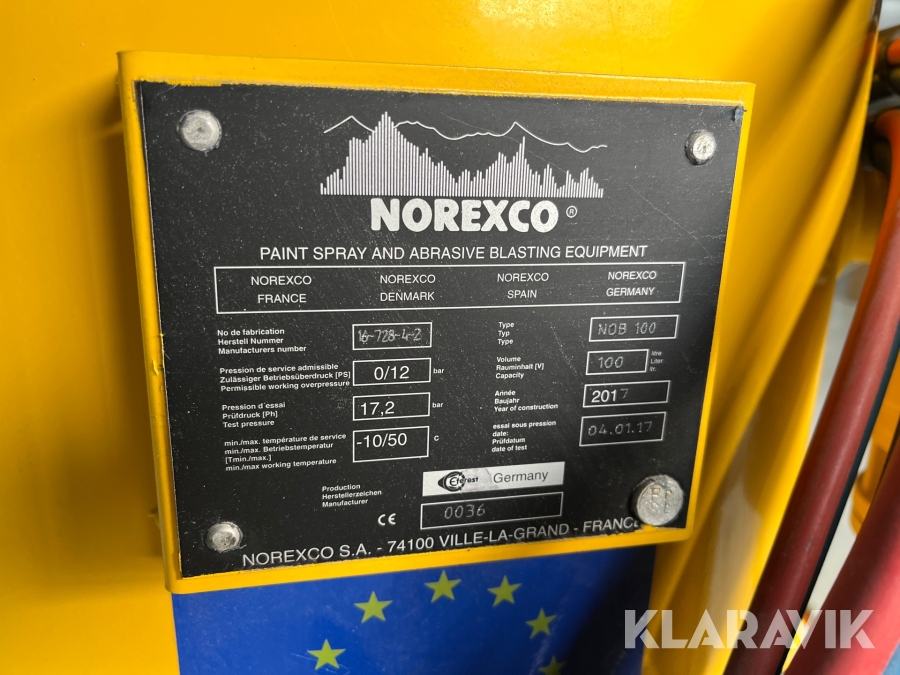 NOREXCO ®
PAINT SPRAY AND ABRASIVE BLASTING EQUIPMENT
NOREXCO NOREXCO NOREXCO NOREXCO
FRANCE DENMARK SPAIN GERMANY
No de fabrication
Herstell Nummer
Manufacturers number
16-728-4-2
Type
Typ
Type
NOB 100
Pression de service admissible
Zulässiger Betriebsüberdruck [PS]
Permissible working overpressure
0/12 bar
Volume
Rauminhalt [V]
Capacity
100
litre
Liter
ltr.
Pression d'essai
Prüfdruck [Ph]
Test pressure
17,2 bar
Année
Baujahr
Year of construction
2017
min./max. température de service
min./max. Betriebstemperatur
[Tmin./max.]
min./max working temperature
-10/50 c
essai sous pression
date:
Prüfdatum
date of test
04.01.17
Production
Herstellerzeichen
Manufacturer
Germany
CE 0036
NOREXCO S.A. - 74100 VILLE-LA-GRAND - FRANCE
KLARAVIK